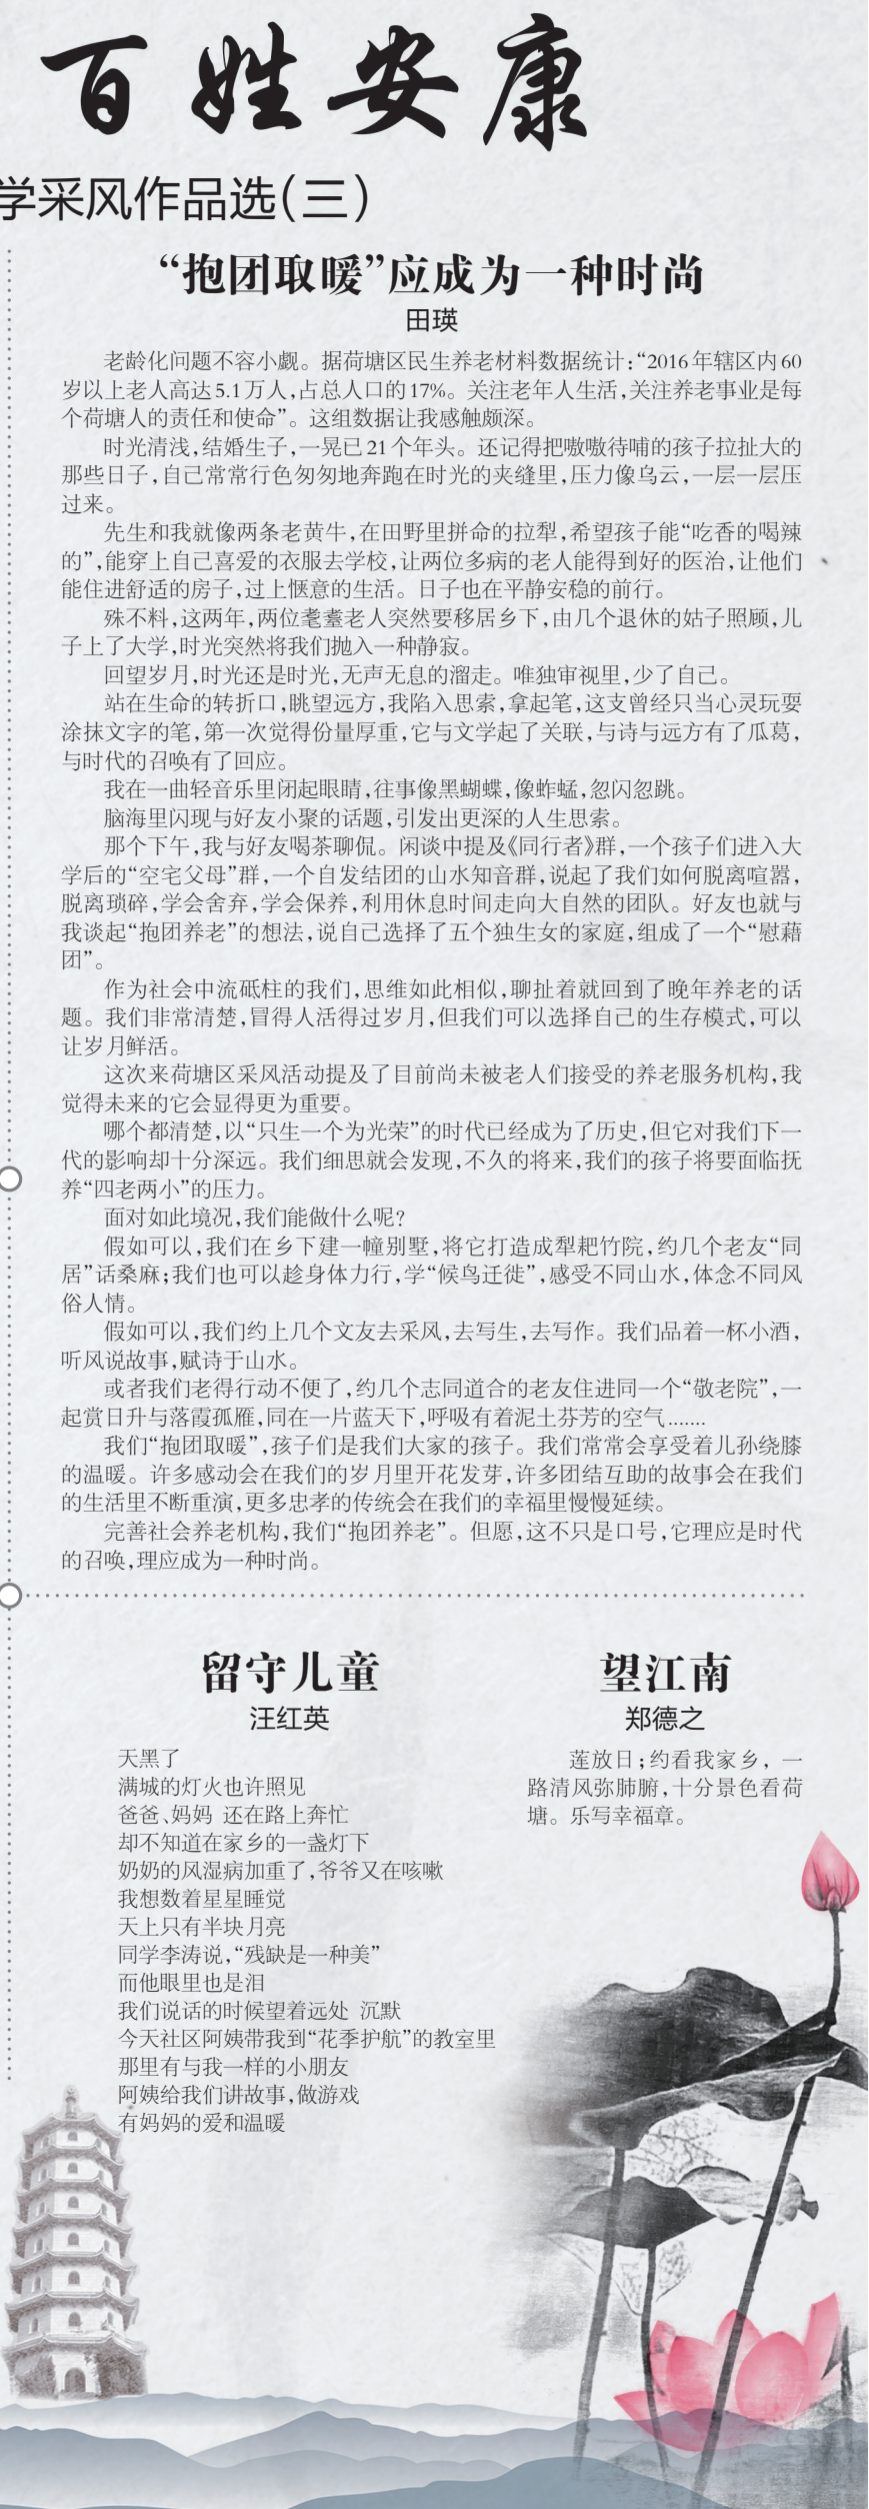 百姓安康
学采风作品选(三)
“抱团取暖”应成为一种时尚
田瑛
老龄化问题不容小觑。据荷塘区民生养老材料数据统计:“2016年辖区内60
岁以上老人高达5.1万人,占总人口的17%。关注老年人生活,关注养老事业是每
个荷塘人的责任和使命”。这组数据让我感触颇深。
时光清浅,结婚生子,一晃已21个年头。还记得把嗷嗷待哺的孩子拉扯大的
那些日子,自己常常行色匆匆地奔跑在时光的夹缝里,压力像乌云,一层一层压
过来。
先生和我就像两条老黄牛,在田野里拼命的拉犁,希望孩子能“吃香的喝辣
的”,能穿上自己喜爱的衣服去学校,让两位多病的老人能得到好的医治,让他们
能住进舒适的房子,过上惬意的生活。日子也在平静安稳的前行。
殊不料,这两年,两位耄耋老人突然要移居乡下,由几个退休的姑子照顾,儿
子上了大学,时光突然将我们抛入一种静寂。
回望岁月,时光还是时光,无声无息的溜走。唯独审视里,少了自己。
站在生命的转折口,眺望远方,我陷入思索,拿起笔,这支曾经只当心灵玩耍
涂抹文字的笔,第一次觉得份量厚重,它与文学起了关联,与诗与远方有了瓜葛,
与时代的召唤有了回应。
我在一曲轻音乐里闭起眼睛,往事像黑蝴蝶,像蚱蜢,忽闪忽跳。
脑海里闪现与好友小聚的话题,引发出更深的人生思索。
那个下午,我与好友喝茶聊侃。闲谈中提及《同行者》群,一个孩子们进入大
学后的“空宅父母”群,一个自发结团的山水知音群,说起了我们如何脱离喧嚣,
脱离琐碎,学会舍弃,学会保养,利用休息时间走向大自然的团队。好友也就与
我谈起“抱团养老”的想法,说自己选择了五个独生女的家庭,组成了一个“慰藉
团”。
作为社会中流砥柱的我们,思维如此相似,聊扯着就回到了晚年养老的话
题。我们非常清楚,冒得人活得过岁月,但我们可以选择自己的生存模式,可以
让岁月鲜活。
这次来荷塘区采风活动提及了目前尚未被老人们接受的养老服务机构,我
觉得未来的它会显得更为重要。
哪个都清楚,以“只生一个为光荣”的时代已经成为了历史,但它对我们下一
代的影响却十分深远。我们细思就会发现,不久的将来,我们的孩子将要面临抚
养“四老两小”的压力。
面对如此境况,我们能做什么呢?
假如可以,我们在乡下建一幢别墅,将它打造成犁耙竹院,约几个老友“同
居”话桑麻;我们也可以趁身体力行,学“候鸟迁徙”,感受不同山水,体念不同风
俗人情。
假如可以,我们约上几个文友去采风,去写生,去写作。我们品着一杯小酒,
听风说故事,赋诗于山水。
或者我们老得行动不便了,约几个志同道合的老友住进同一个“敬老院”,一
起赏日升与落霞孤雁,同在一片蓝天下,呼吸有着泥土芬芳的空气.......
我们“抱团取暖”,孩子们是我们大家的孩子。我们常常会享受着儿孙绕膝
的温暖。许多感动会在我们的岁月里开花发芽,许多团结互助的故事会在我们
的生活里不断重演,更多忠孝的传统会在我们的幸福里慢慢延续。
完善社会养老机构,我们“抱团养老”。但愿,这不只是口号,它理应是时代
的召唤,理应成为一种时尚。
留守儿童
汪红英
天黑了
满城的灯火也许照见
爸爸、妈妈 还在路上奔忙
却不知道在家乡的一盏灯下
奶奶的风湿病加重了,爷爷又在咳嗽
我想数着星星睡觉
天上只有半块月亮
同学李涛说,“残缺是一种美”
而他眼里也是泪
我们说话的时候望着远处 沉默
今天社区阿姨带我到“花季护航”的教室里
那里有与我一样的小朋友
阿姨给我们讲故事,做游戏
有妈妈的爱和温暖
望江南
郑德之
莲放日;约看我家乡,一
路清风弥肺腑,十分景色看荷
塘。乐写幸福章。